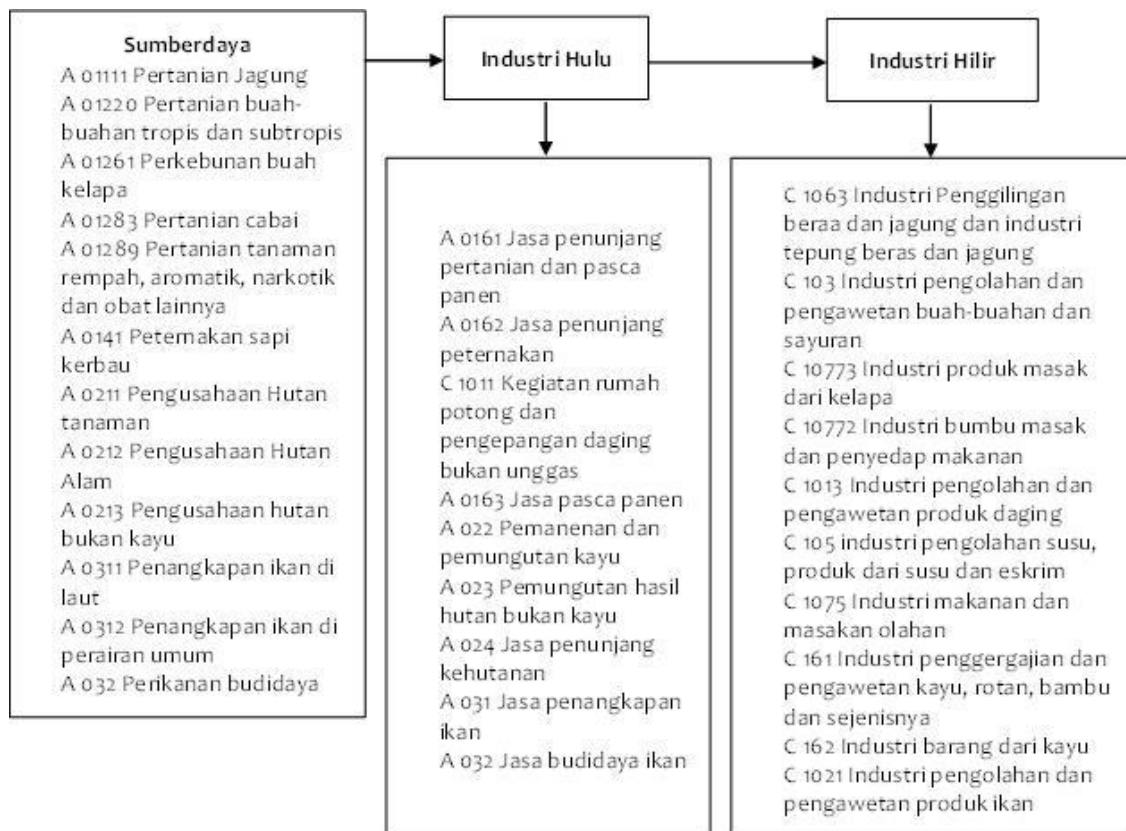 Sumberdaya
A 01111 Pertanian Jagung
A 01220 Pertanian buah-
buahan tropis dan subtropis
A 01261 Perkebunan buah
kelapa
A 01283 Pertanian cabai
A 01289 Pertanian tanaman
rempah, aromatik, narkotik
dan obat lainnya
A 0141 Peternakan sapi
kerbau
A 0211 Pengusahaan Hutan
tanaman
A 0212 Pengusahaan Hutan
Alam
A 0213 Pengusahaan hutan
bukan kayu
A 0311 Penangkapan ikan di
laut
A 0312 Penangkapan ikan di
perairan umum
A 032 Perikanan budidaya
Industri Hulu
A 0161 Jasa penunjang
pertanian dan pasca
panen
A 0162 Jasa penunjang
peternakan
C 1011 Kegiatan rumah
potong dan
pengepangan daging
bukan unggas
A 0163 Jasa pasca panen
A 022 Pemanenan dan
pemungutan kayu
A 023 Pemungutan hasil
hutan bukan kayu
A 024 Jasa penunjang
kehutanan
A 031 Jasa penangkapan
ikan
A 032 Jasa budidaya ikan
Industri Hilir
C 1063 Industri Penggilingan
beraa dan jagung dan industri
tepung beras dan jagung
C 103 Industri pengolahan dan
pengawetan buah-buahan dan
sayuran
C 10773 Industri produk masak
dari kelapa
C 10772 Industri bumbu masak
dan penyedap makanan
C 1013 Industri pengolahan dan
pengawetan produk daging
C 105 industri pengolahan susu,
produk dari susu dan eskrim
C 1075 Industri makanan dan
masakan olahan
C 161 Industri penggergajian dan
pengawetan kayu, rotan, bambu
dan sejenisnya
C 162 Industri barang dari kayu
C 1021 Industri pengolahan dan
pengawetan produk ikan